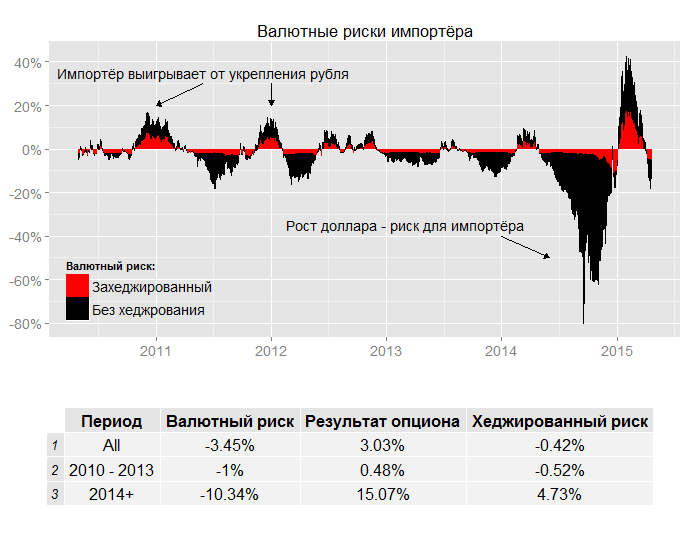 Валютные риски импортёра
40%
20%
0%
-20%
-40%
-60%
-80%
Импортёр выигрывает от укрепления рубля
Рост доллара - риск для импортёра
Валютный риск:
Захеджированный
Без хеджрования
2011 2012 2013 2014 2015
Период Валютный риск Результат опциона Хеджированный риск
1 All -3.45% 3.03% -0.42%
2 2010 - 2013 -1% 0.48% -0.52%
3 2014+ -10.34% 15.07% 4.73%